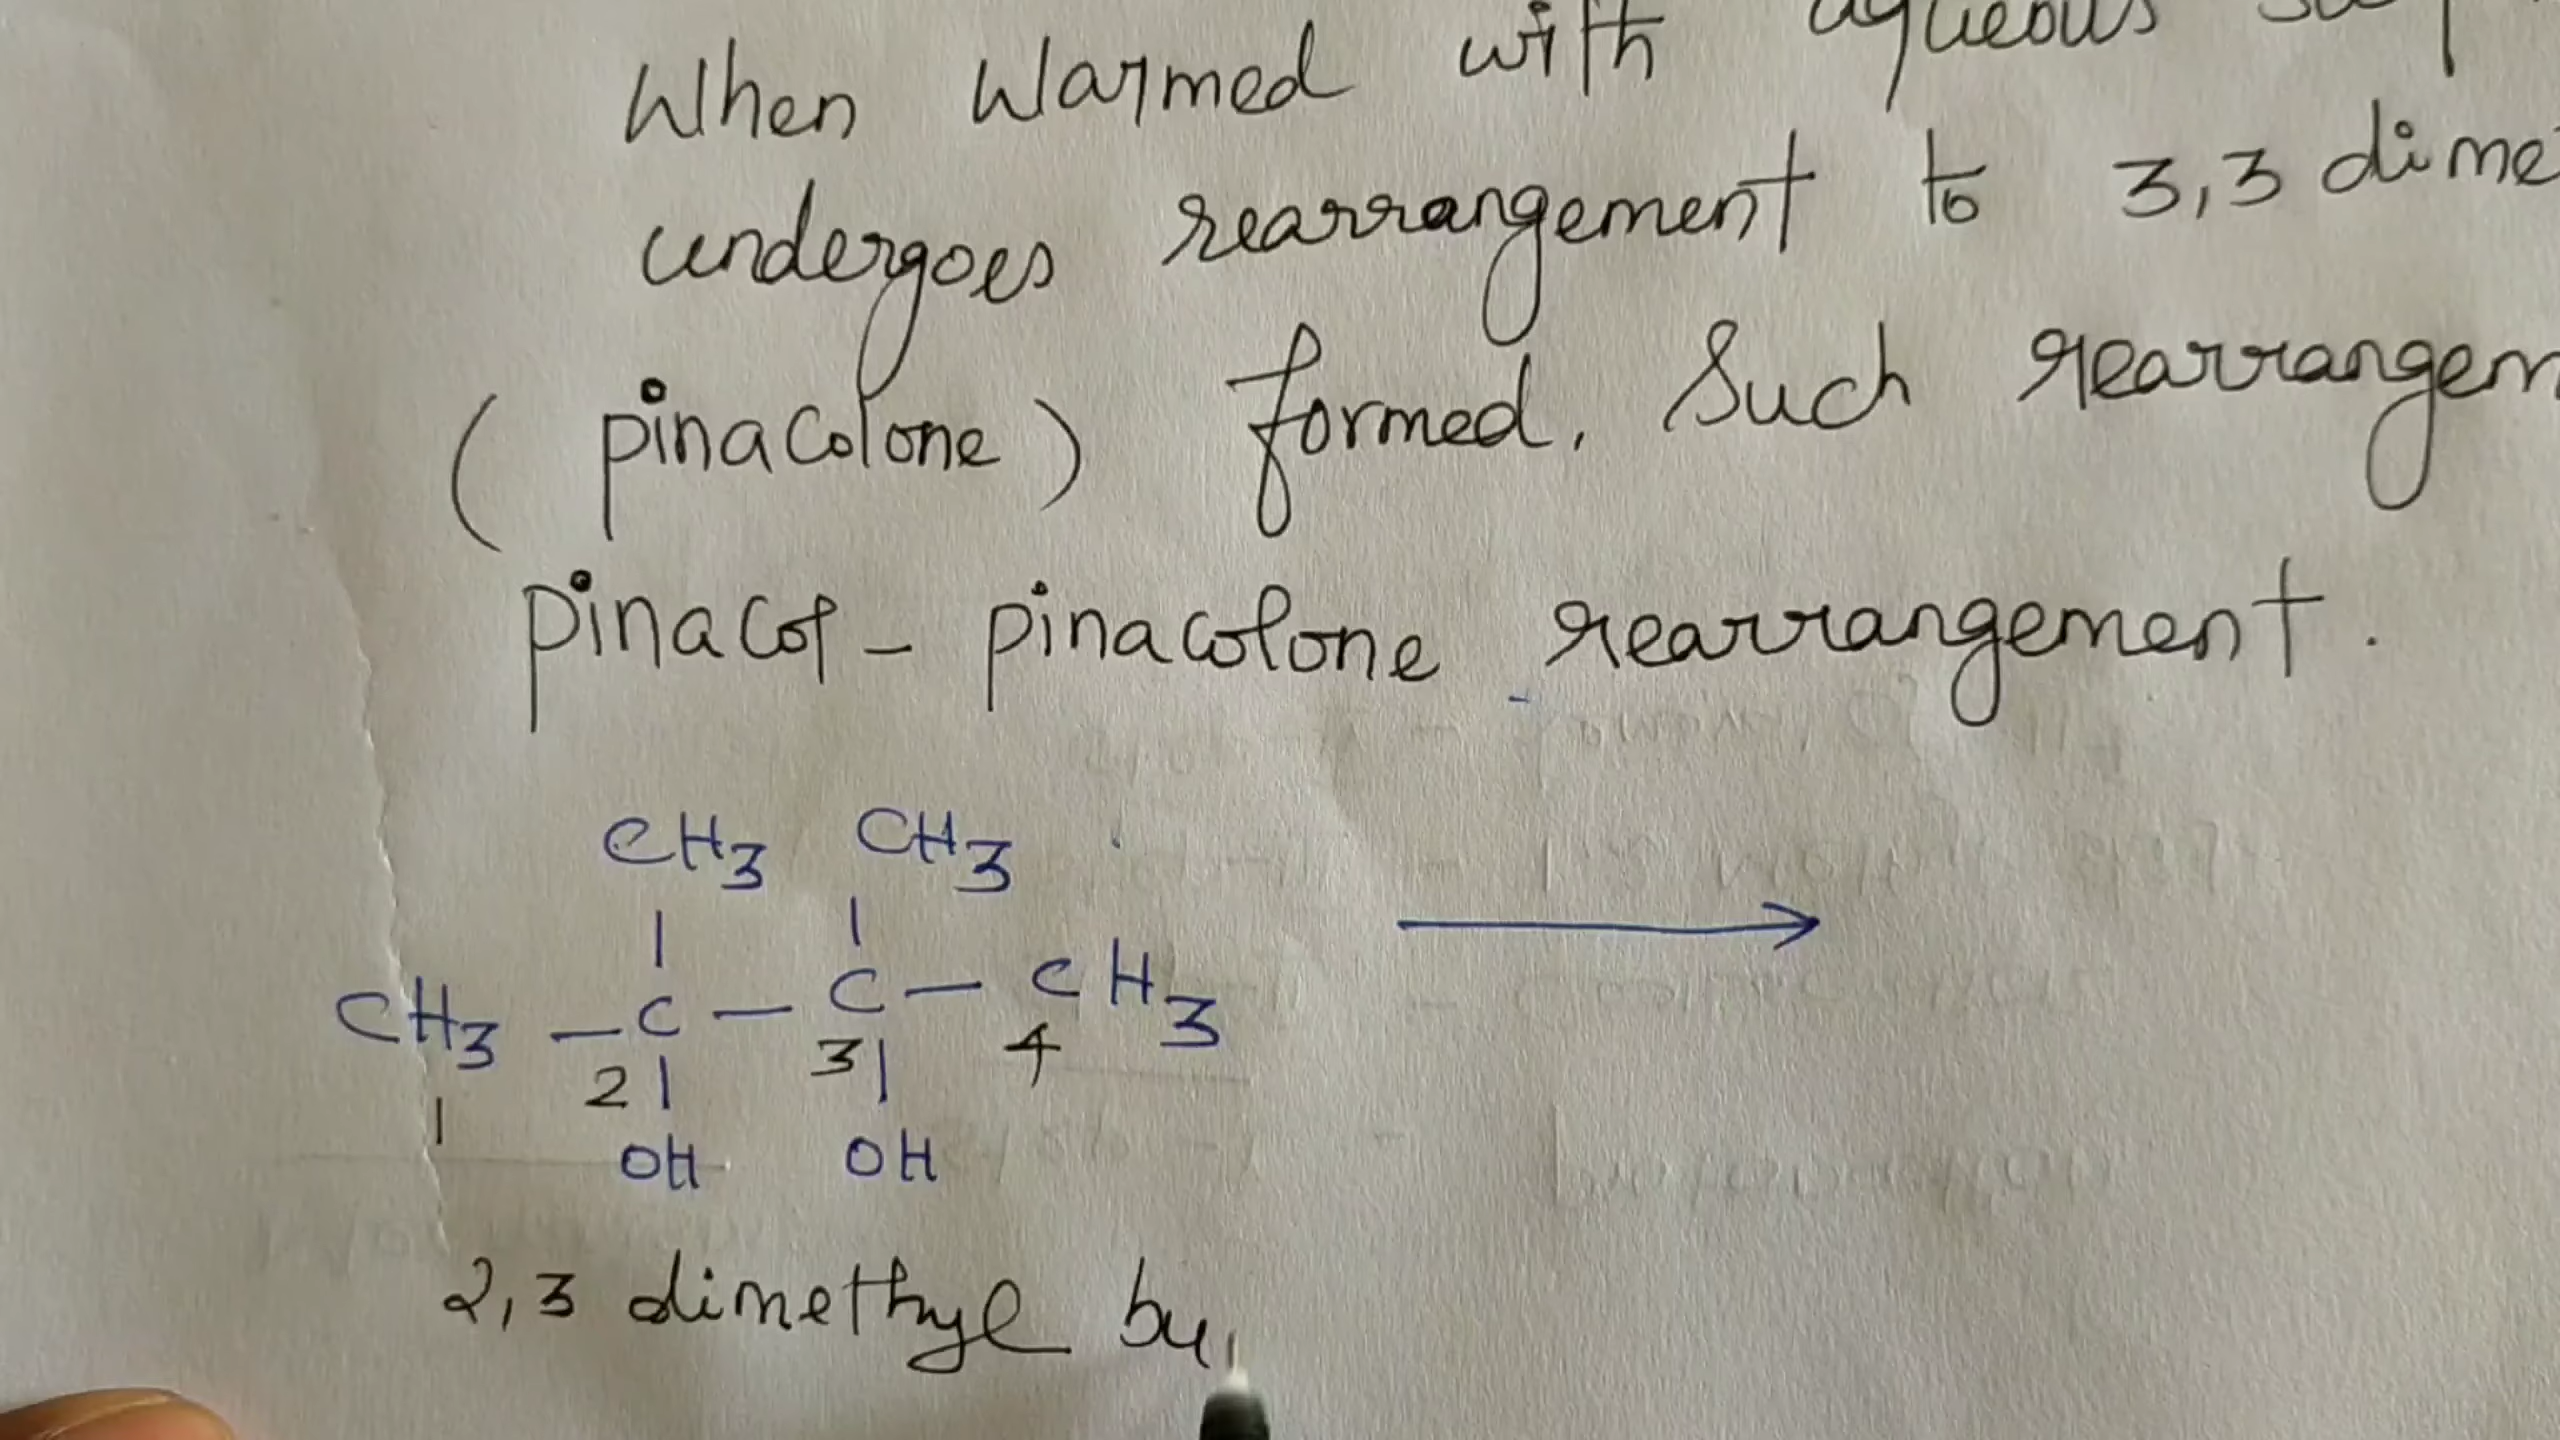 When Warmed with aqueous
undergoes rearrangement to 3,3 dime
(pinacolone) formed. Such rearrangem
pinacol - pinacolone rearrangement.
CH3 CH3
| |
CH3 - C - C - CH3
1 2 | 3 | 4
OH OH
2,3 dimethyl bu